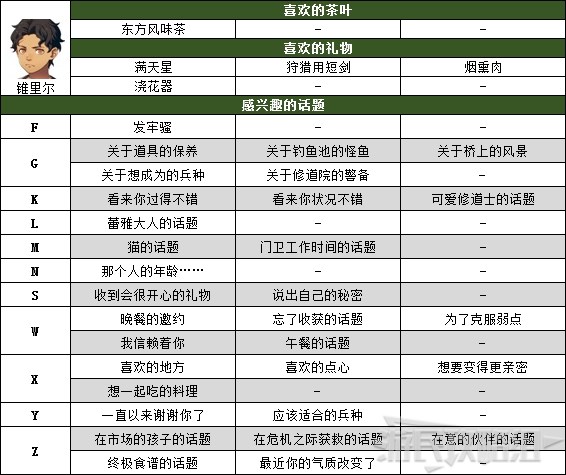 喜欢的茶叶
东方风味茶 - -
喜欢的礼物
满天星 狩猎用短剑 烟熏肉
锥里尔 浇花器 - -
感兴趣的话题
F 发牢骚 - -
G 关于道具的保养 关于钓鱼池的怪鱼 关于桥上的风景
关于想成为的兵种 关于修道院的警备 -
K 看来你过得不错 看来你状况不错 可爱修道士的话题
L 蕾雅大人的话题 - -
M 猫的话题 门卫工作时间的话题 -
N 那个人的年龄…… - -
S 收到会很开心的礼物 说出自己的秘密 -
W 晚餐的邀约 忘了收获的话题 为了克服弱点
我信赖着你 午餐的话题 -
X 喜欢的地方 喜欢的点心 想要变得更亲密
想一起吃的料理 - -
Y 一直以来谢谢你了 应该适合的兵种 -
Z 在市场的孩子的话题 在危机之际获救的话题 在意的伙伴的话题
终极食谱的话题 最近你的气质改变了 -